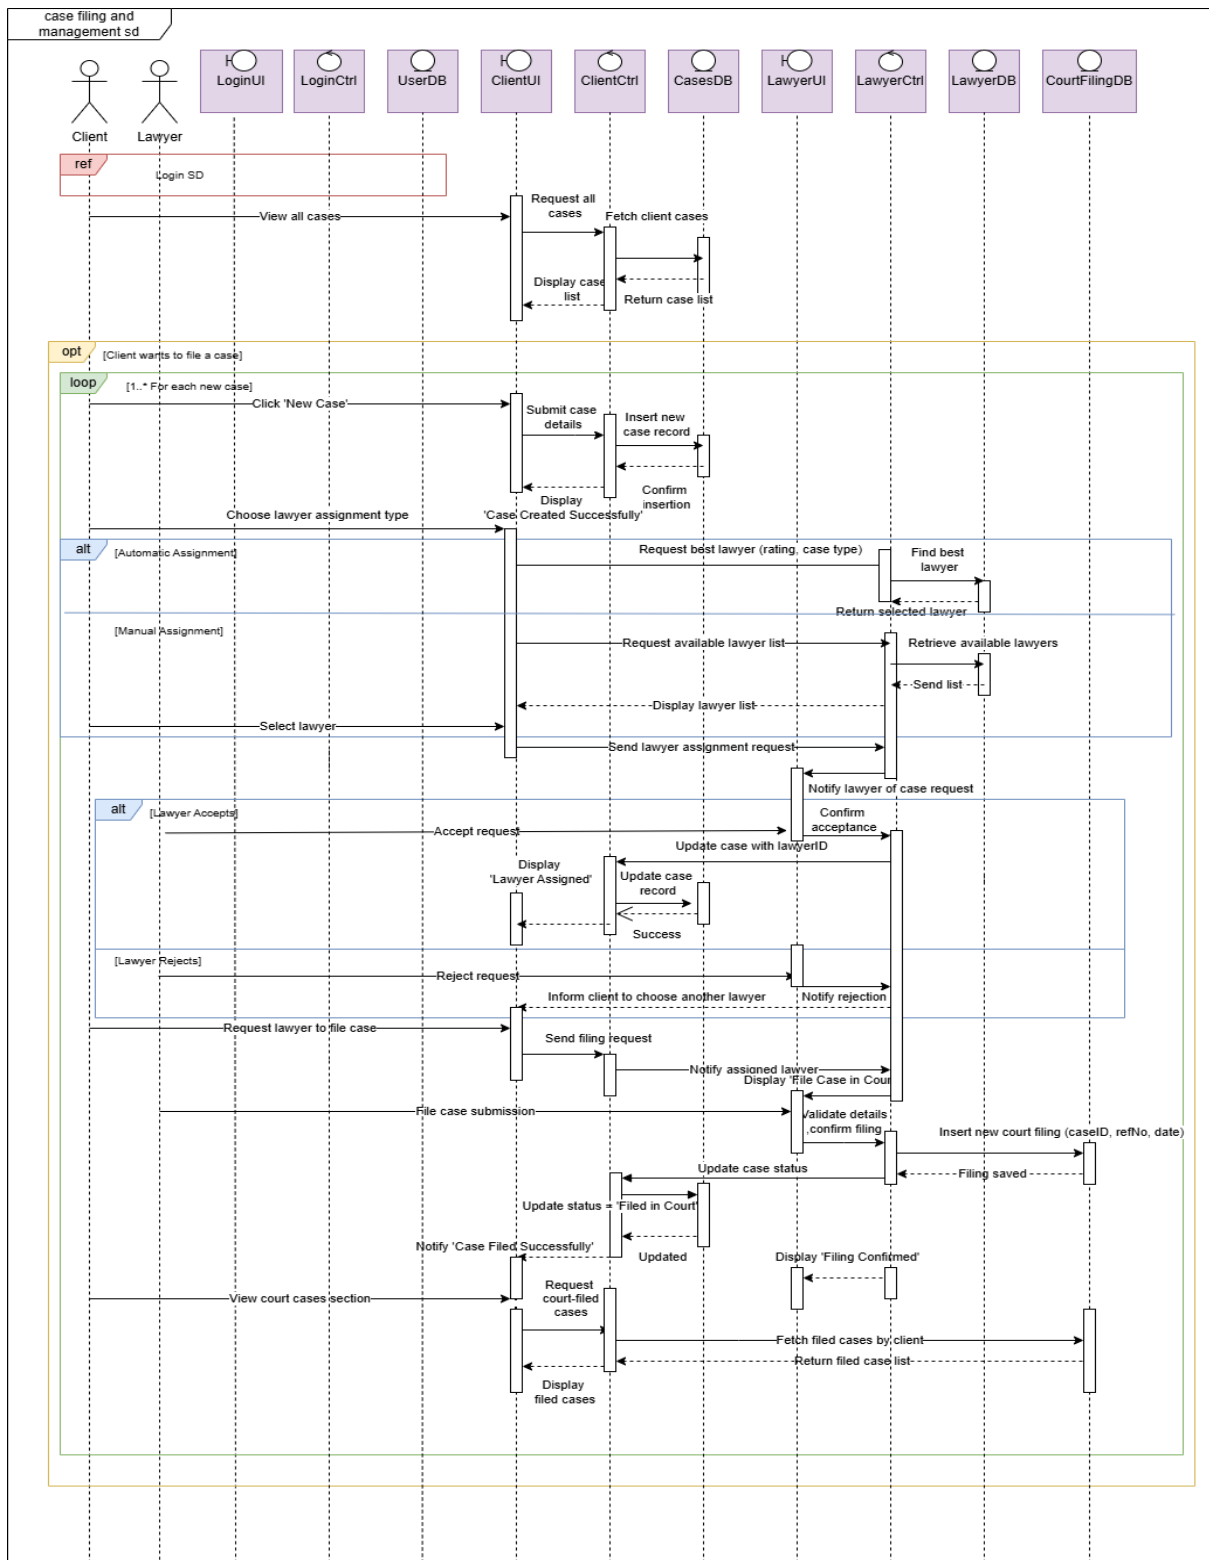 case filing and
management sd
LoginUI
LoginCtrl
UserDB
ClientUI
ClientCtrl
CasesDB
LawyerUI
LawyerCtrl
LawyerDB
CourtFilingDB
Client
Lawyer
ref
Login SD
Request all
cases
Fetch client cases
View all cases
Display case
list
Return case list
opt
[Client wants to file a case]
loop
[1..* For each new case]
Click 'New Case'
Submit case
details
Insert new
case record
Confirm
insertion
Display
'Case Created Successfully'
Choose lawyer assignment type
alt
[Automatic Assignment]
Request best lawyer (rating, case type)
Find best
lawyer
Return selected lawyer
[Manual Assignment]
Request available lawyer list
Retrieve available lawyers
Send list
Display lawyer list
Select lawyer
Send lawyer assignment request
Notify lawyer of case request
alt
[Lawyer Accepts]
Accept request
Confirm
acceptance
Update case with lawyerID
Display
'Lawyer Assigned'
Update case
record
Success
[Lawyer Rejects]
Reject request
Notify rejection
Inform client to choose another lawyer
Request lawyer to file case
Send filing request
Notify assigned lawyer
Display 'File Case in Cour
File case submission
Validate details
,confirm filing
Insert new court filing (caseID, refNo, date)
Filing saved
Update case status
Update status = 'Filed in Court'
Updated
Notify 'Case Filed Successfully'
Display 'Filing Confirmed'
View court cases section
Request
court-filed
cases
Fetch filed cases by client
Return filed case list
Display
filed cases